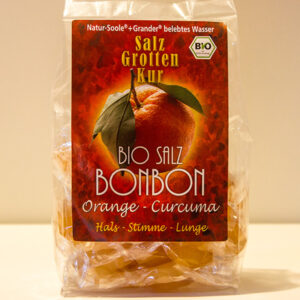 Natur-Soole®+Grander® belebtes Wasser
Salz
Grotten
Kur
BIO
BIO SALZ
BONBON
Orange - Curcuma
Hals - Stimme - Lunge